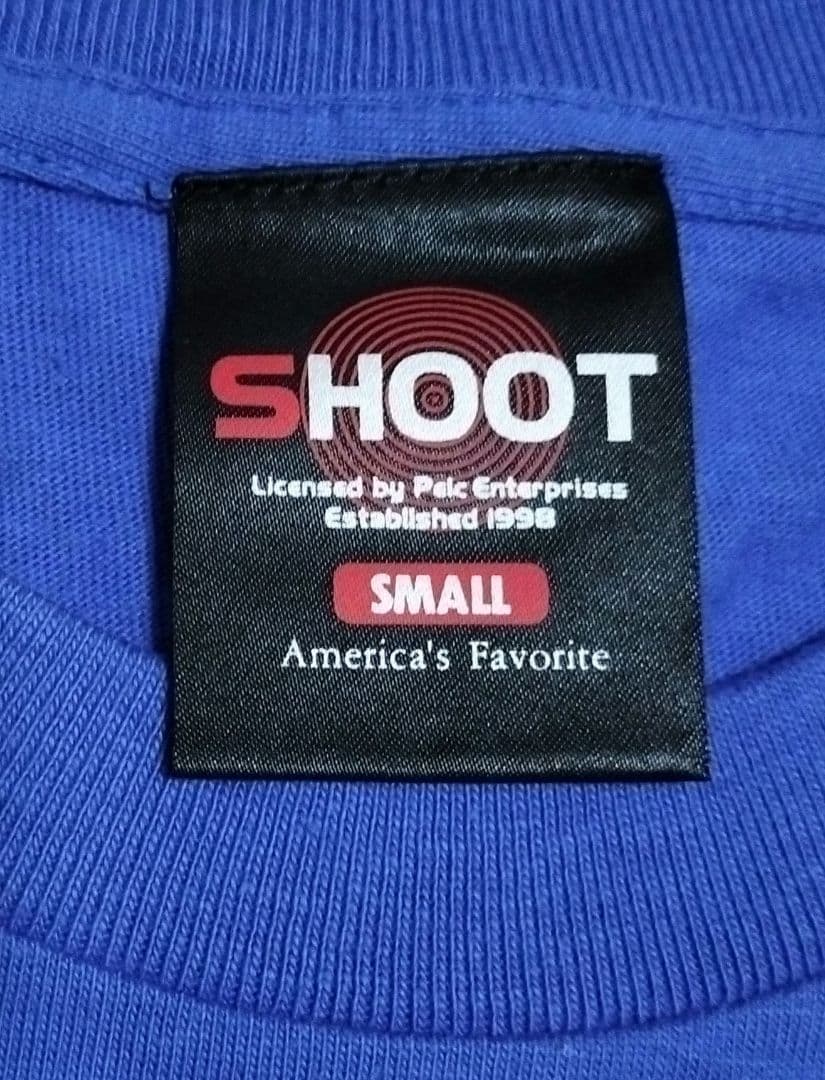 SHOOT
Licensed by Pelc Enterprises
Established 1998
SMALL
America's Favorite